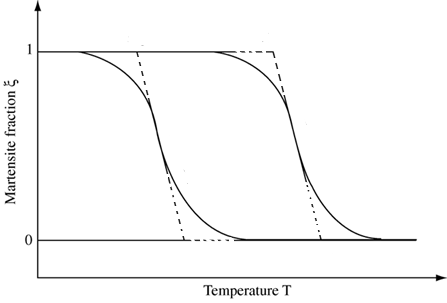 1
Martensite fraction ξ
0
Temperature T